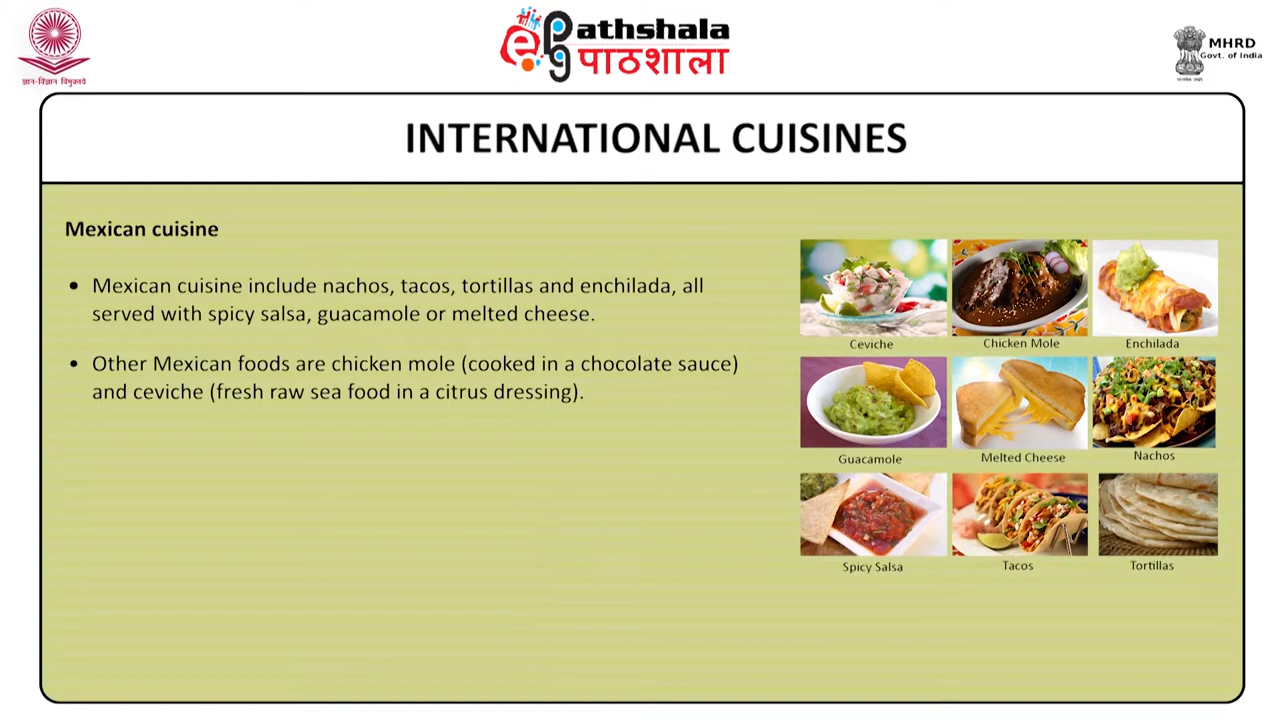 ज्ञान-विज्ञान विमुक्तये
ePG
athshala
पाठशाला
MHRD
Govt. of India
INTERNATIONAL CUISINES
Mexican cuisine
• Mexican cuisine include nachos, tacos, tortillas and enchilada, all
served with spicy salsa, guacamole or melted cheese.
• Other Mexican foods are chicken mole (cooked in a chocolate sauce)
and ceviche (fresh raw sea food in a citrus dressing).
Ceviche
Chicken Mole
Enchilada
Guacamole
Melted Cheese
Nachos
Spicy Salsa
Tacos
Tortillas